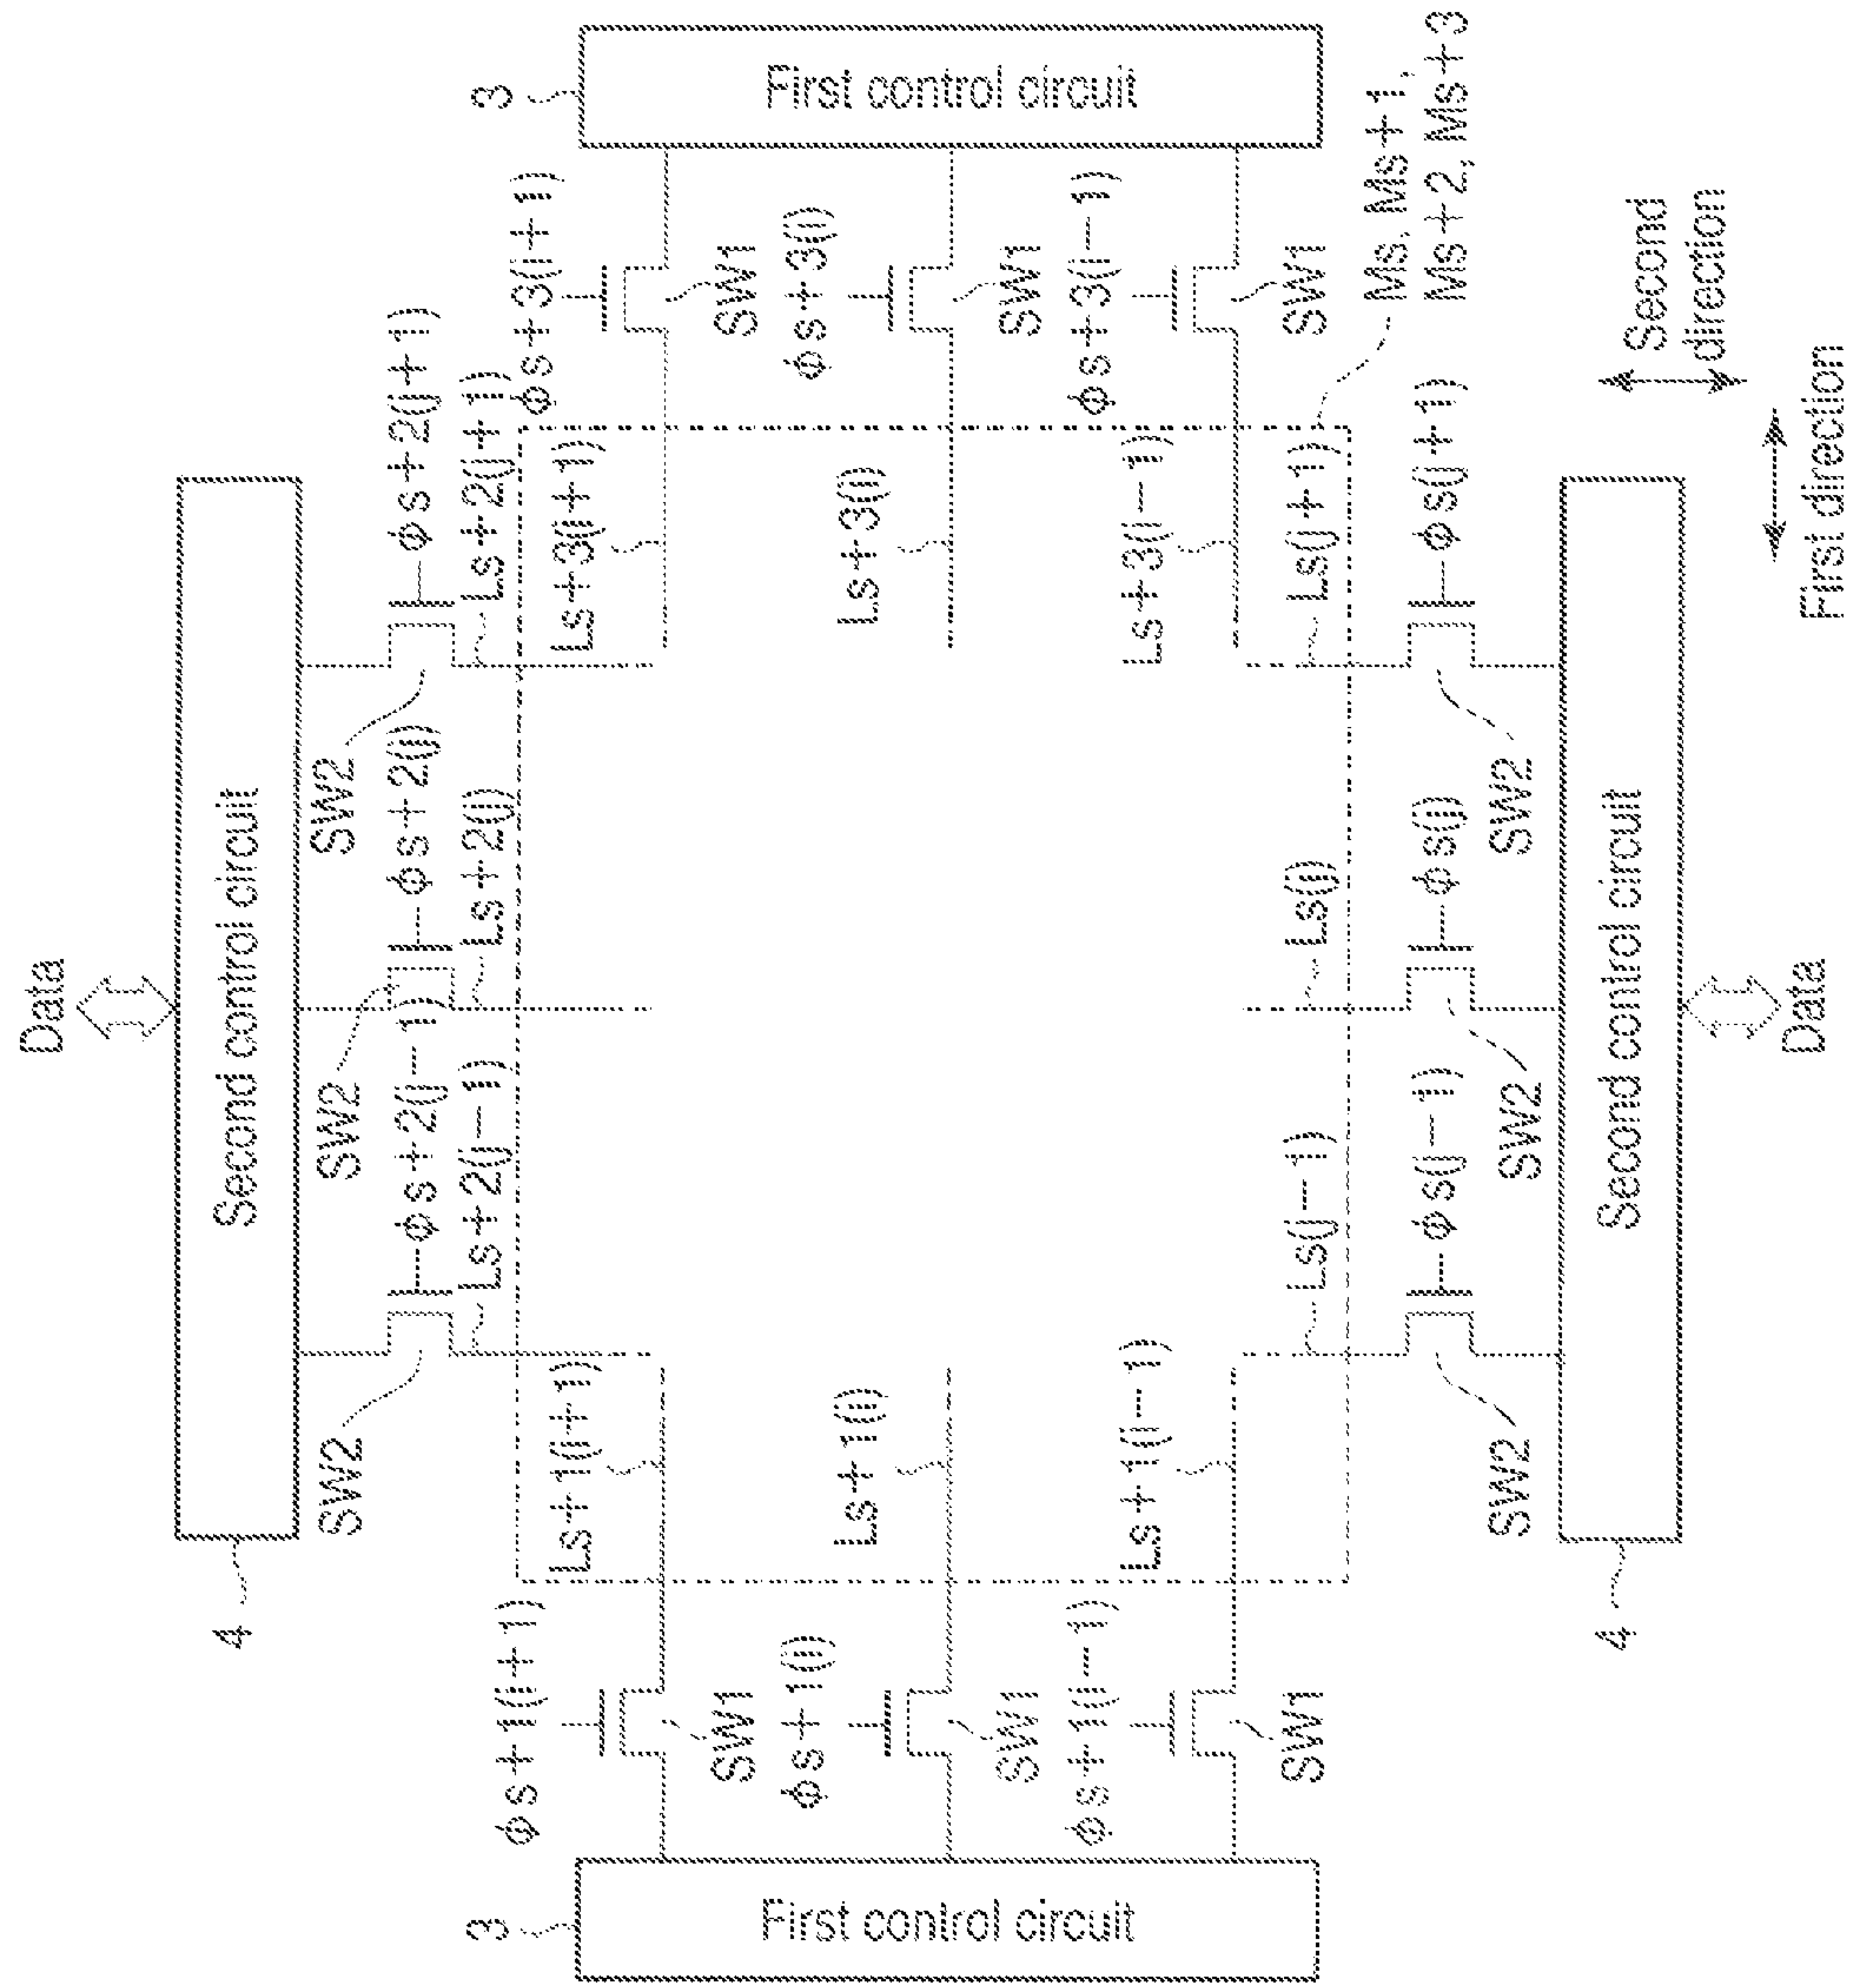 Data
4
Second control circuit
SW2
SW2
SW2
φs+2(j−1)
φs+2(j)
φs+2(j+1)
Ls+2(j−1)
Ls+2(j)
Ls+2(j+1)
3
First control circuit
φs+1(i+1)
SW1
φs+1(i)
SW1
φs+1(i−1)
SW1
Ls+1(i+1)
Ls+1(i)
Ls+1(i−1)
Ls+3(i+1)
Ls+3(i)
Ls+3(i−1)
φs+3(i+1)
SW1
φs+3(i)
SW1
φs+3(i−1)
SW1
3
First control circuit
Ms, Ms+1,
Ms+2, Ms+3
Ls(j−1)
Ls(j)
Ls(j+1)
φs(j−1)
φs(j)
φs(j+1)
SW2
SW2
SW2
4
Second control circuit
Data
Second
direction
First direction